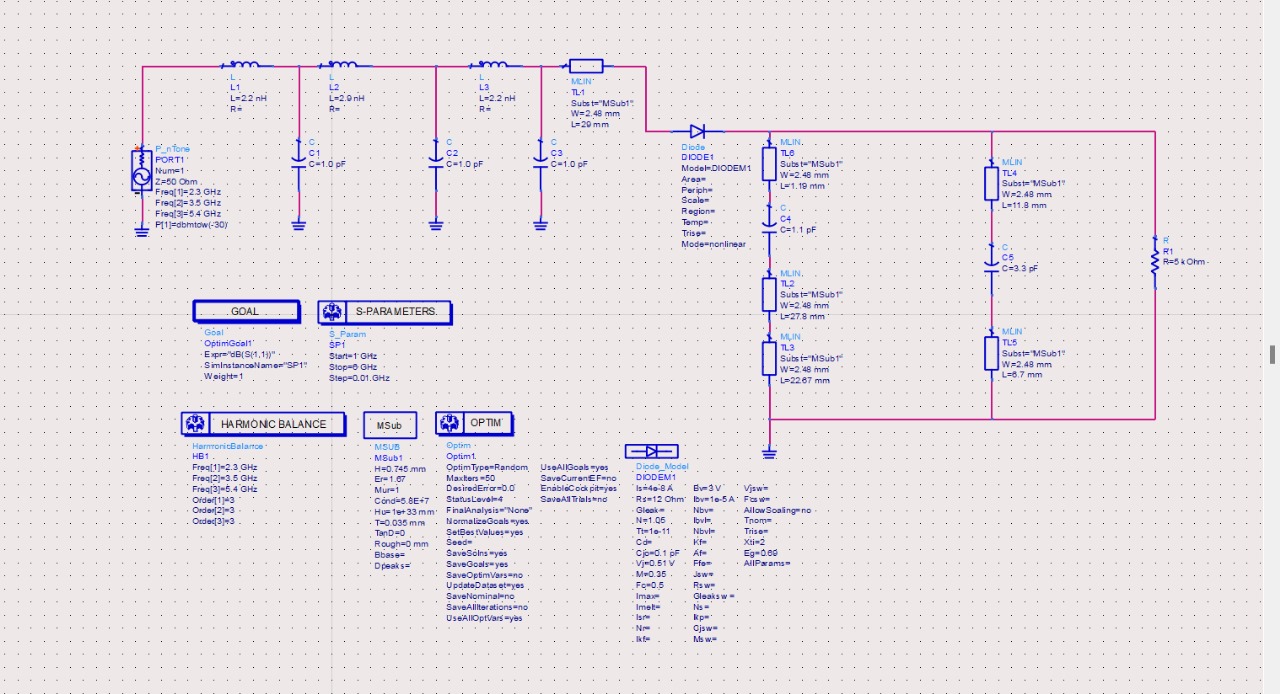 L
L1
L=2.2 nH
R=
L
L2
L=2.9 nH
R=
L
L3
L=2.2 nH
R=
MLIN
TL1
Subst="MSub1"
W=2.48 mm
L=29 mm
P_nTone
PORT1
Num=1
Z=50 Ohm
Freq[1]=2.3 GHz
Freq[2]=3.5 GHz
Freq[3]=5.4 GHz
P[1]=dbmtow(-30)
C
C1
C=1.0 pF
C
C2
C=1.0 pF
C
C3
C=1.0 pF
Diode
DIODE1
Model=DIODEM1
Area=
Periph=
Scale=
Region=
Temp=
Trise=
Mode=nonlinear
MLIN
TL6
Subst="MSub1"
W=2.48 mm
L=1.19 mm
C
C4
C=1.1 pF
MLIN
TL2
Subst="MSub1"
W=2.48 mm
L=27.8 mm
MLIN
TL3
Subst="MSub1"
W=2.48 mm
L=22.67 mm
MLIN
TL4
Subst="MSub1"
W=2.48 mm
L=11.8 mm
C
C5
C=3.3 pF
MLIN
TL5
Subst="MSub1"
W=2.48 mm
L=6.7 mm
R
R1
R=5 kOhm
GOAL
Goal
OptimGoal1
Expr="dB(S(1,1))"
SimInstanceName="SP1"
Weight=1
S-PARAMETERS
S_Param
SP1
Start=1 GHz
Stop=6 GHz
Step=0.01 GHz
HARMONIC BALANCE
HarmonicBalance
HB1
Freq[1]=2.3 GHz
Freq[2]=3.5 GHz
Freq[3]=5.4 GHz
Order[1]=3
Order[2]=3
Order[3]=3
MSub
MSUB
MSub1
H=0.745 mm
Er=1.67
Mur=1
Cond=5.8E+7
Hu=1e+33 mm
T=0.035 mm
TanD=0
Rough=0 mm
Bbase=
Dpeaks=
OPTIM
Optim
Optim1
OptimType=Random
MaxIters=50
DesiredError=0.0
StatusLevel=4
FinalAnalysis="None"
NormalizeGoals=yes
SetBestValues=yes
Seed=
SaveSolns=yes
SaveGoals=yes
SaveOptimVars=no
UpdateDataset=yes
SaveNominal=no
SaveAllIterations=no
UseAllOptVars=yes
UseAllGoals=yes
SaveCurrentEF=no
EnableCockpit=yes
SaveAllTrials=no
Diode_Model
DIODEM1
Is=4e-8 A
Rs=12 Ohm
Gleak=
N=1.05
Tt=1e-11
Cd=
Cjo=0.1 pF
Vj=0.51 V
M=0.35
Fc=0.5
Imax=
Imelt=
Isr=
Nr=
Ikf=
Bv=3 V
Ibv=1e-5 A
Nbv=
Ibvl=
Nbvl=
Kf=
Af=
Ffe=
Jsw=
Rsw=
Gleaksw=
Ns=
Ikp=
Cjsw=
Msw=
Vjsw=
Fcsw=
AllowScaling=no
Tnom=
Trise=
Xti=2
Eg=0.69
AllParams=